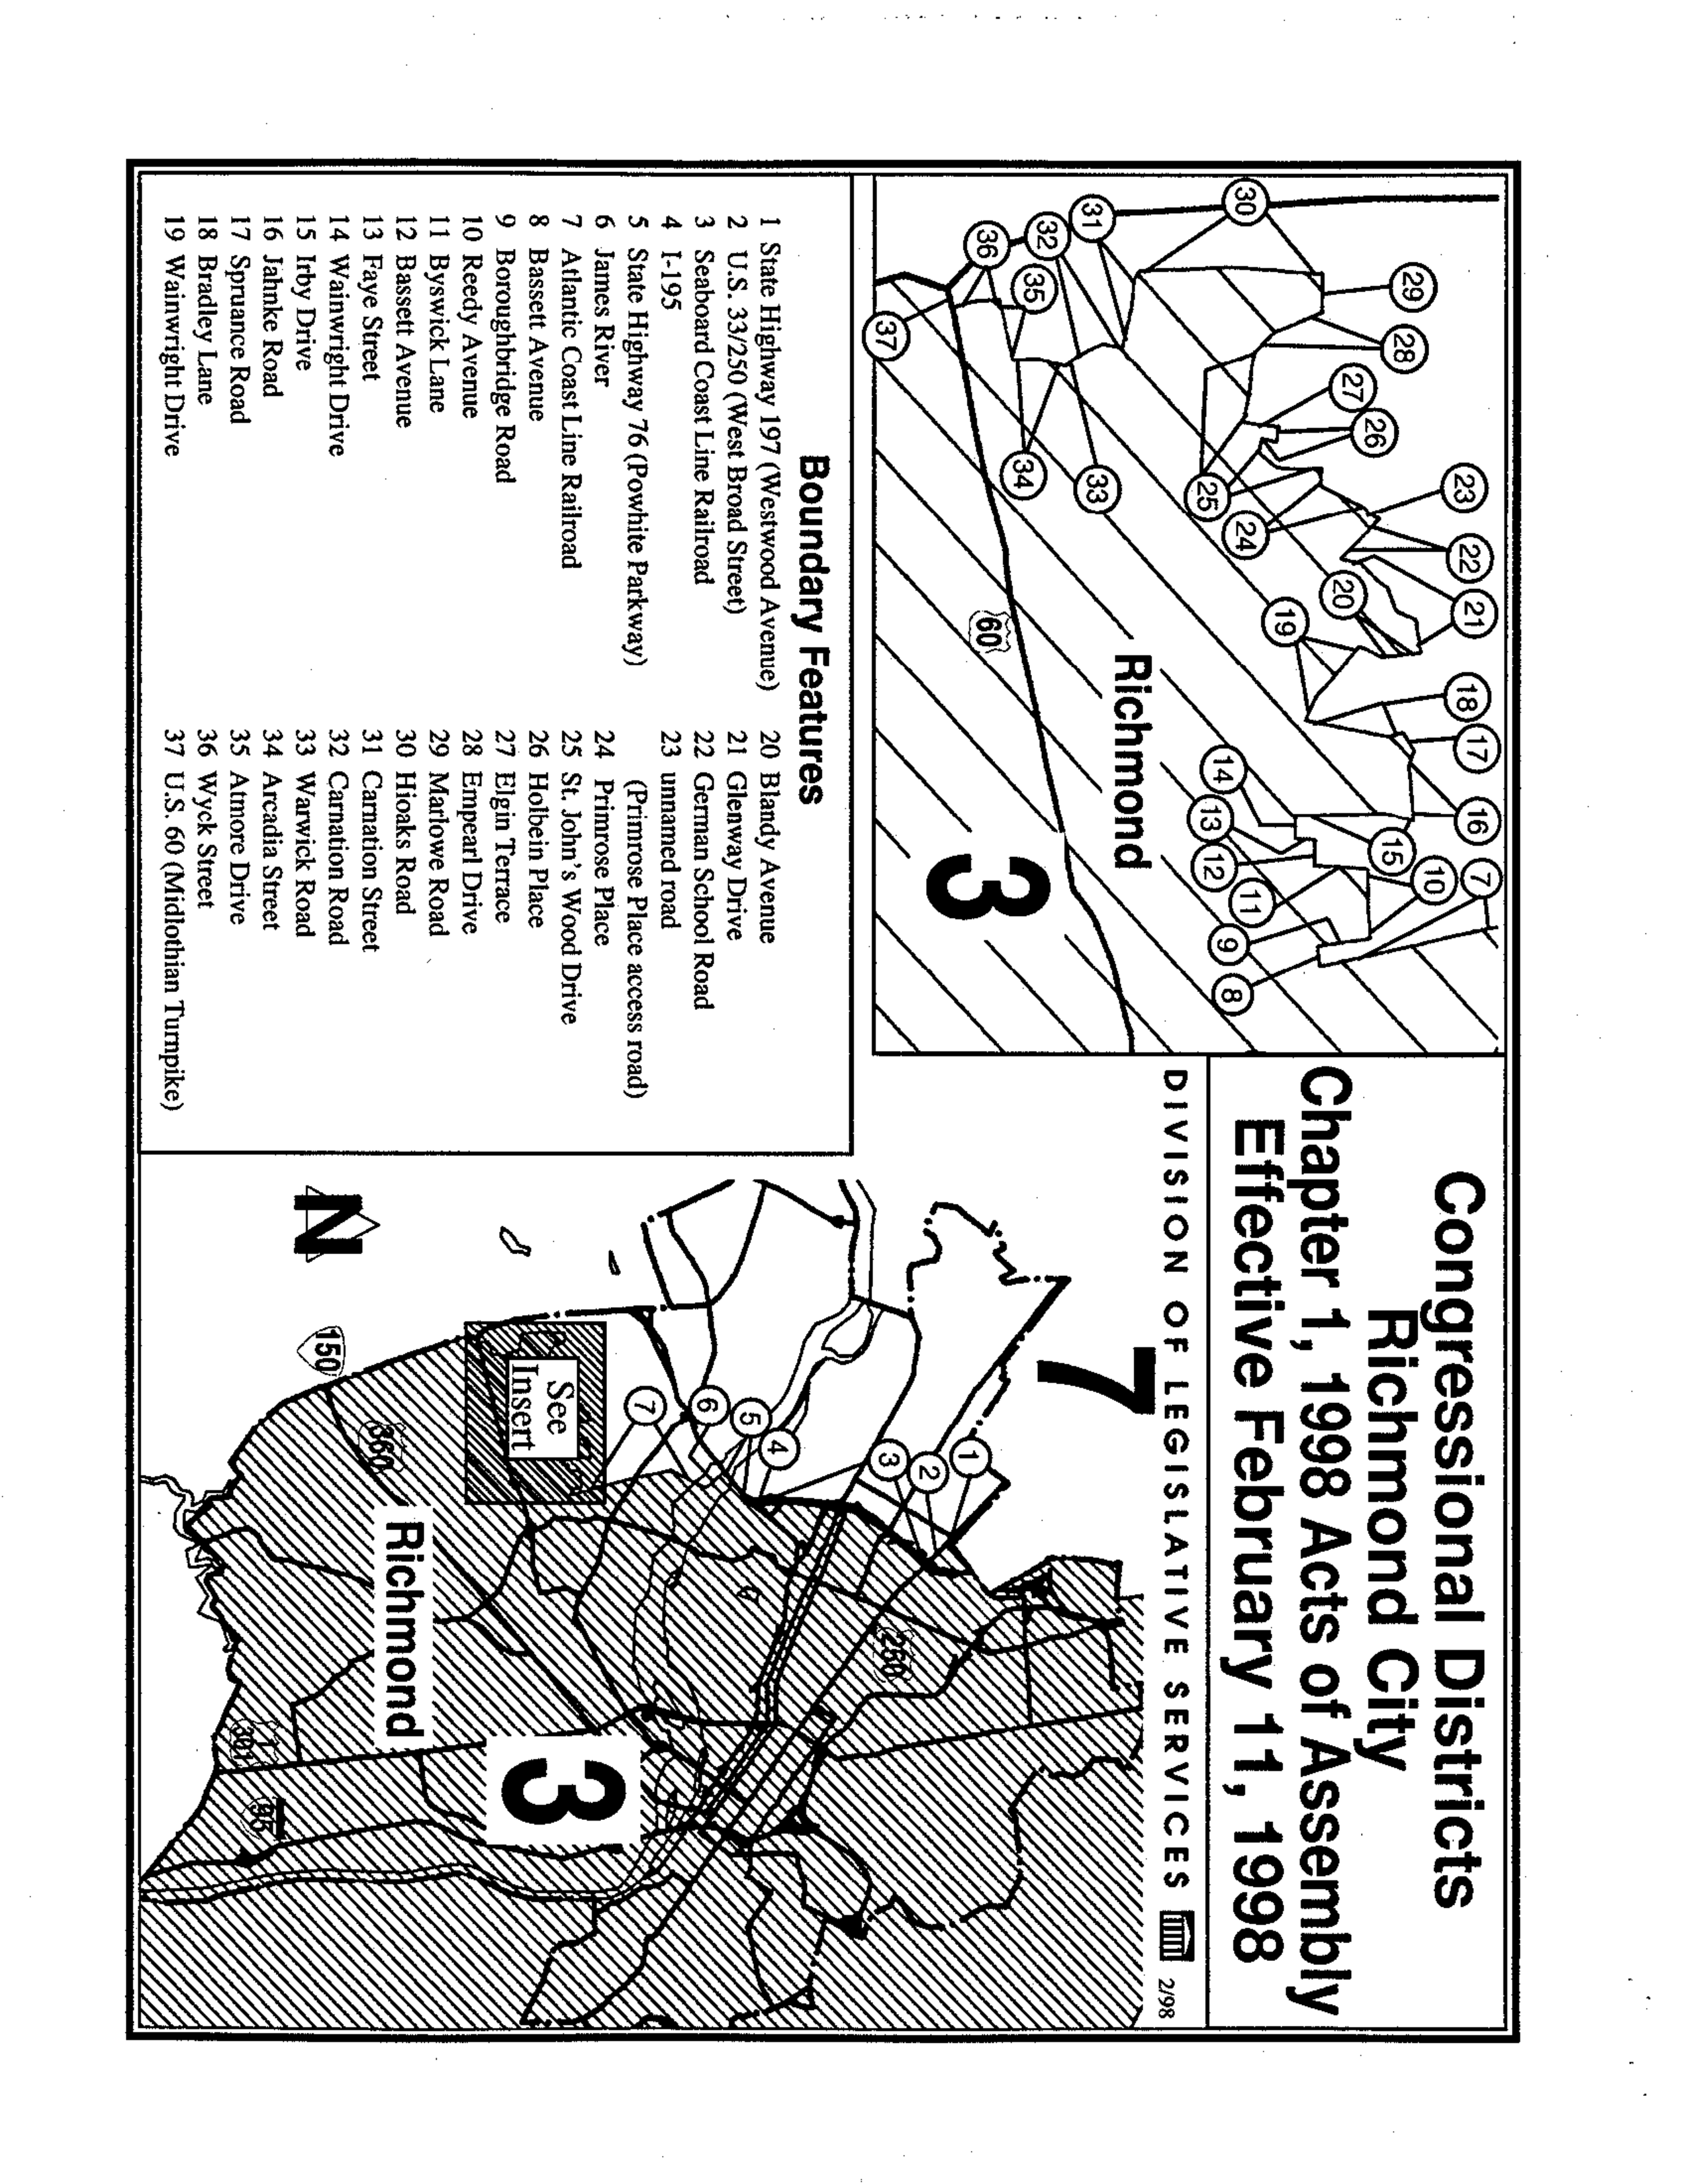 Congressional Districts
Richmond City
Chapter 1, 1998 Acts of Assembly
Effective February 11, 1998
DIVISION OF LEGISLATIVE SERVICES 2/98
29
28
27
26
23
22
21
18
17
16
7
30
31
32
36
35
37
34
33
25
24
20
19
15
10
14
13
12
11
9
8
60
Richmond
3
Boundary Features
1 State Highway 197 (Westwood Avenue)
2 U.S. 33/250 (West Broad Street)
3 Seaboard Coast Line Railroad
4 I-195
5 State Highway 76 (Powhite Parkway)
6 James River
7 Atlantic Coast Line Railroad
8 Bassett Avenue
9 Boroughbridge Road
10 Reedy Avenue
11 Byswick Lane
12 Bassett Avenue
13 Faye Street
14 Wainwright Drive
15 Irby Drive
16 Jahnke Road
17 Spruance Road
18 Bradley Lane
19 Wainwright Drive
20 Blandy Avenue
21 Glenway Drive
22 German School Road
23 unnamed road
(Primrose Place access road)
24 Primrose Place
25 St. John's Wood Drive
26 Holbein Place
27 Elgin Terrace
28 Empearl Drive
29 Marlowe Road
30 Hioaks Road
31 Carnation Street
32 Carnation Road
33 Warwick Road
34 Arcadia Street
35 Atmore Drive
36 Wyck Street
37 U.S. 60 (Midlothian Turnpike)
7
1
2
3
4
5
6
7
250
See
Insert
N
150
360
Richmond
3
1
301
95